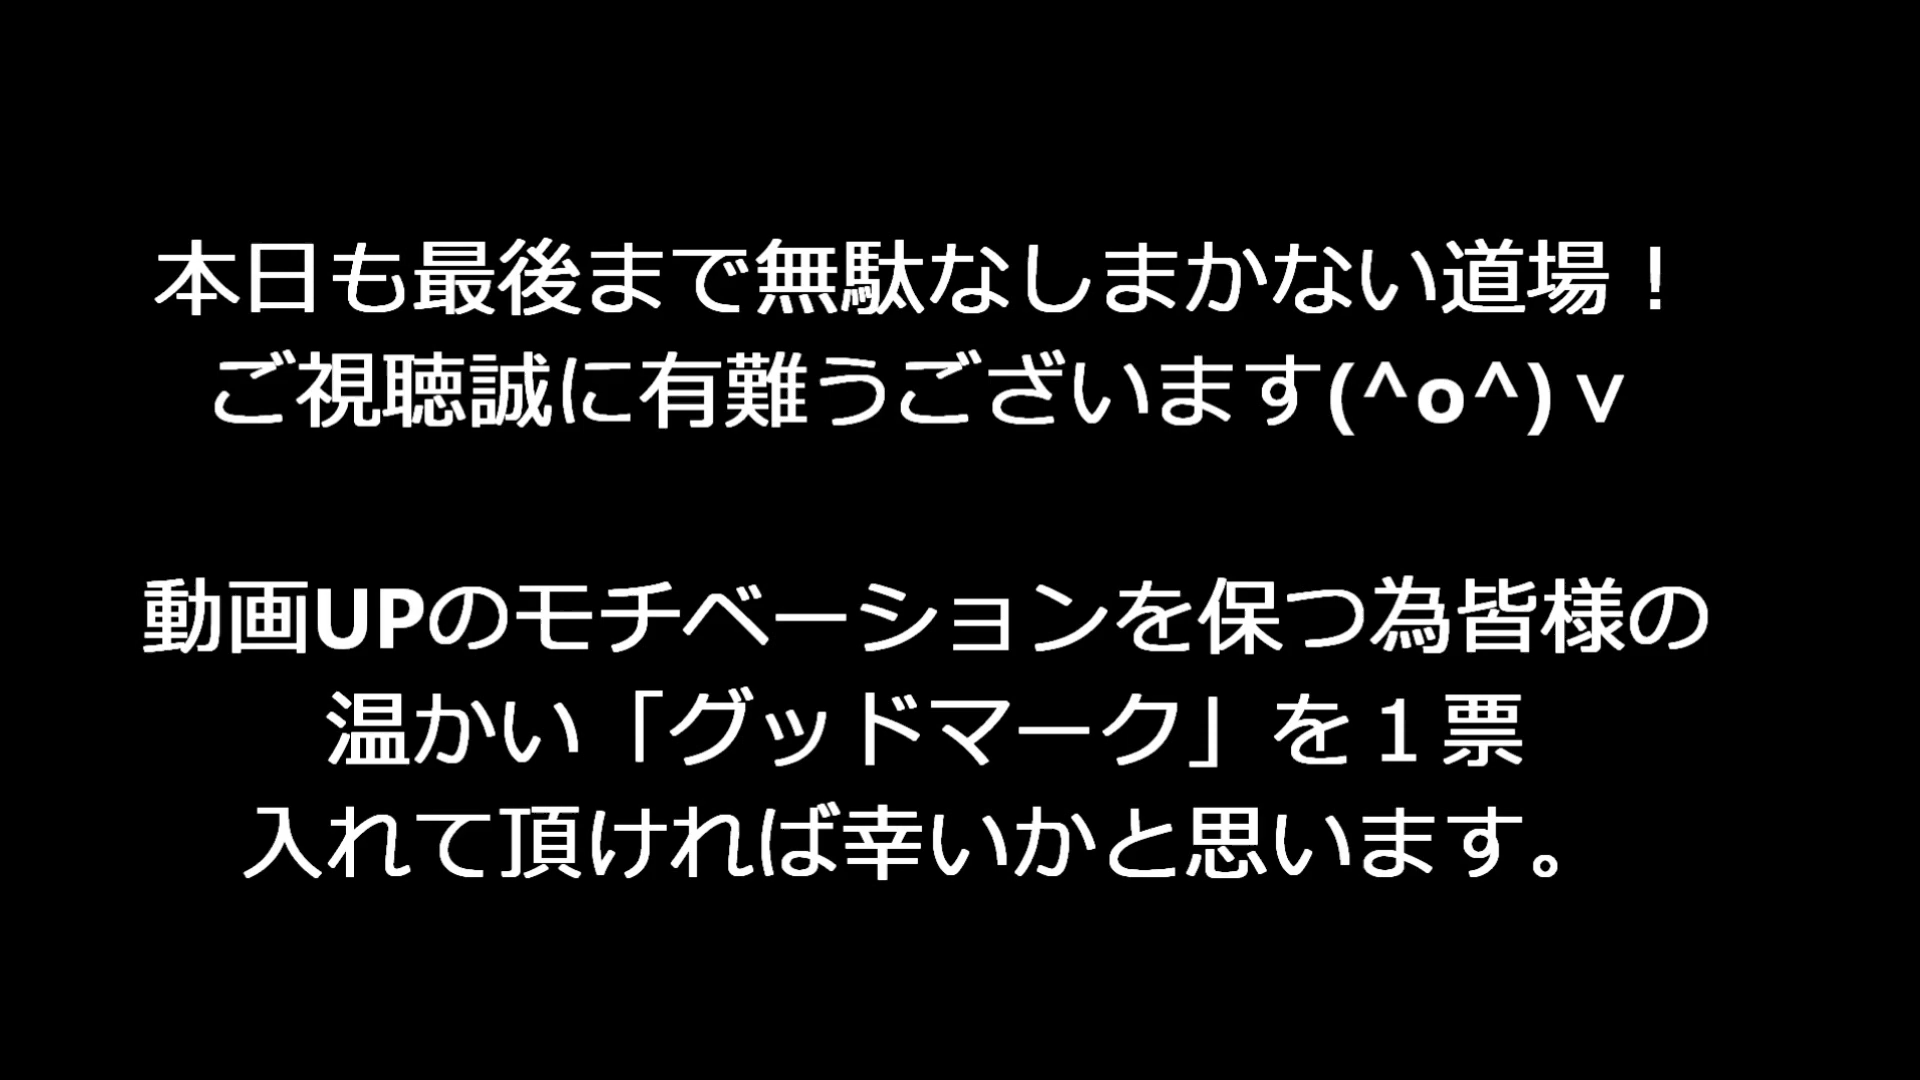 本日も最後まで無駄なしまかない道場！
ご視聴誠に有難うございます(^o^)ｖ
動画UPのモチベーションを保つ為皆様の
温かい「グッドマーク」を１票
入れて頂ければ幸いかと思います。